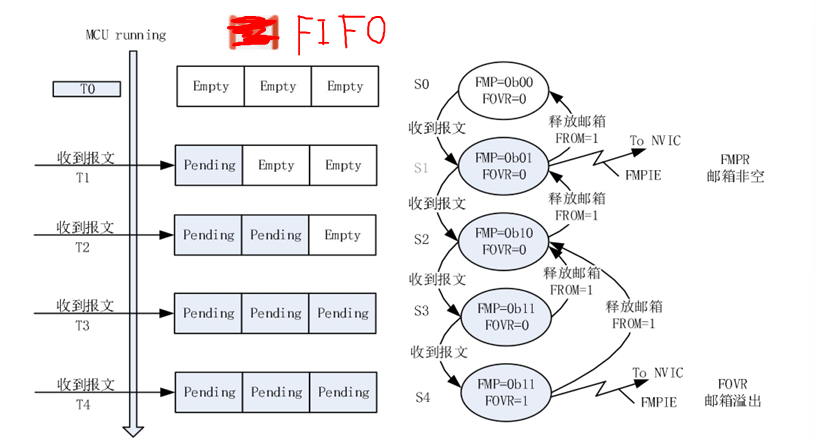 MCU running
FIFO
T0
Empty Empty Empty
收到报文
T1
Pending Empty Empty
收到报文
T2
Pending Pending Empty
收到报文
T3
Pending Pending Pending
收到报文
T4
Pending Pending Pending
S0
FMP=0b00
FOVR=0
收到报文
释放邮箱
FROM=1
S1
FMP=0b01
FOVR=0
To NVIC
FMPIE
FMPR
邮箱非空
收到报文
释放邮箱
FROM=1
S2
FMP=0b10
FOVR=0
收到报文
释放邮箱
FROM=1
S3
FMP=0b11
FOVR=0
释放邮箱
FROM=1
收到报文
S4
FMP=0b11
FOVR=1
To NVIC
FMPIE
FOVR
邮箱溢出